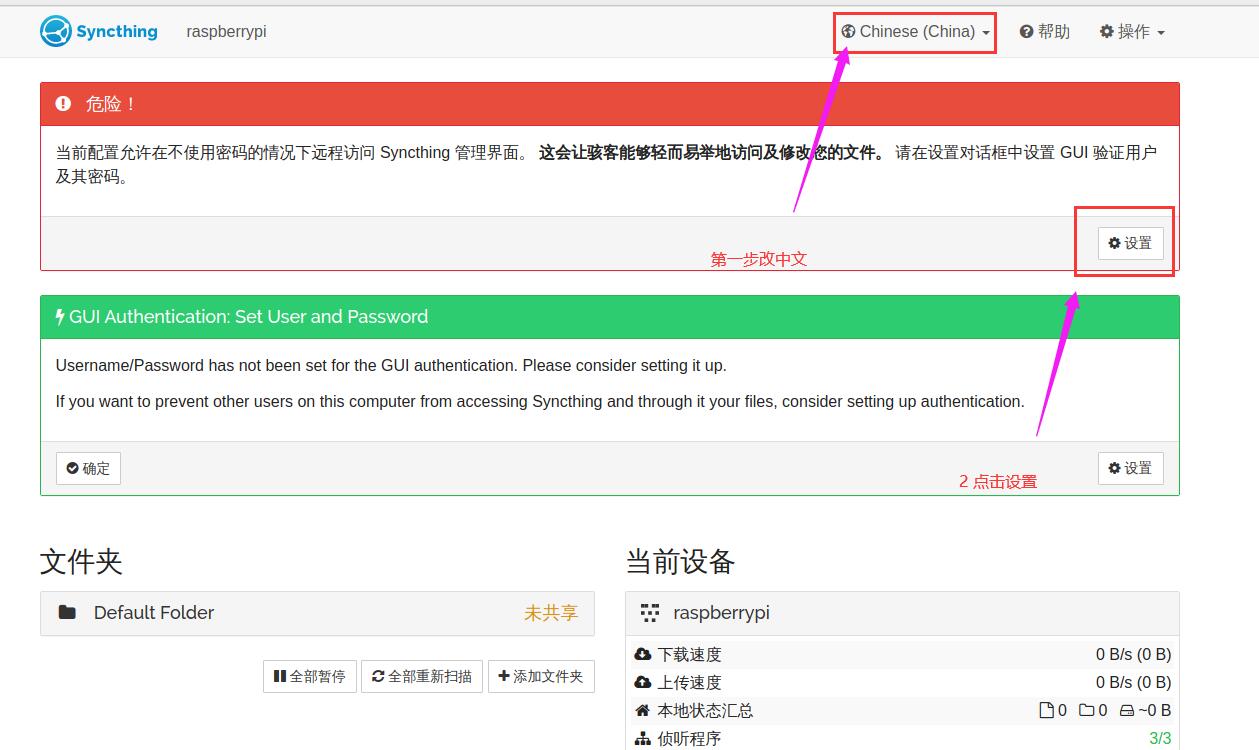 Syncthing raspberrypi Chinese (China) 帮助 操作
危险！
当前配置允许在不使用密码的情况下远程访问 Syncthing 管理界面。 这会让骇客能够轻而易举地访问及修改您的文件。 请在设置对话框中设置 GUI 验证用户
及其密码。
设置
第一步改中文
GUI Authentication: Set User and Password
Username/Password has not been set for the GUI authentication. Please consider setting it up.
If you want to prevent other users on this computer from accessing Syncthing and through it your files, consider setting up authentication.
确定 设置
2 点击设置
文件夹
Default Folder 未共享
全部暂停 全部重新扫描 添加文件夹
当前设备
raspberrypi
下载速度 0 B/s (0 B)
上传速度 0 B/s (0 B)
本地状态汇总 0 0 ~0 B
侦听程序 3/3